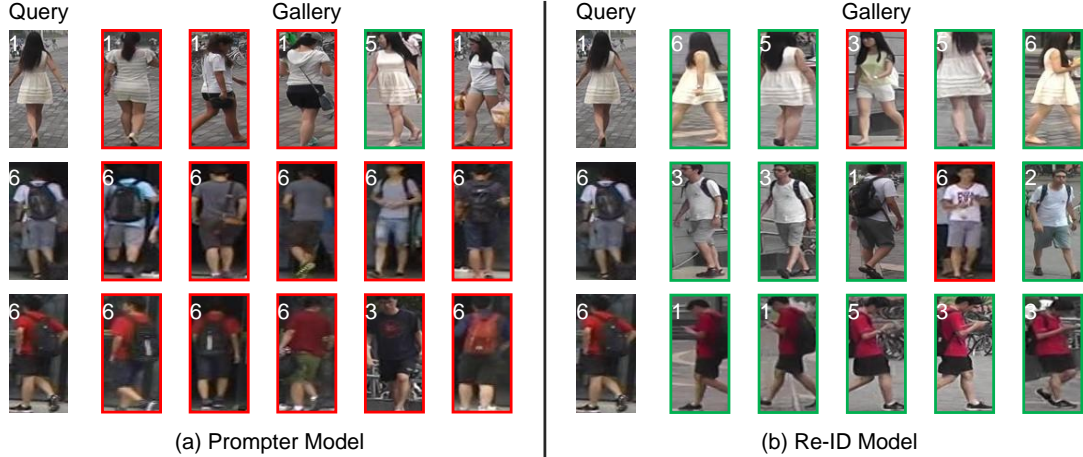 Query Gallery Query Gallery
1 1 1 1 5 1 1 6 5 3 5 6
6 6 6 6 6 6 6 3 3 1 6 2
6 6 6 6 3 6 6 1 1 5 3 3
(a) Prompter Model (b) Re-ID Model